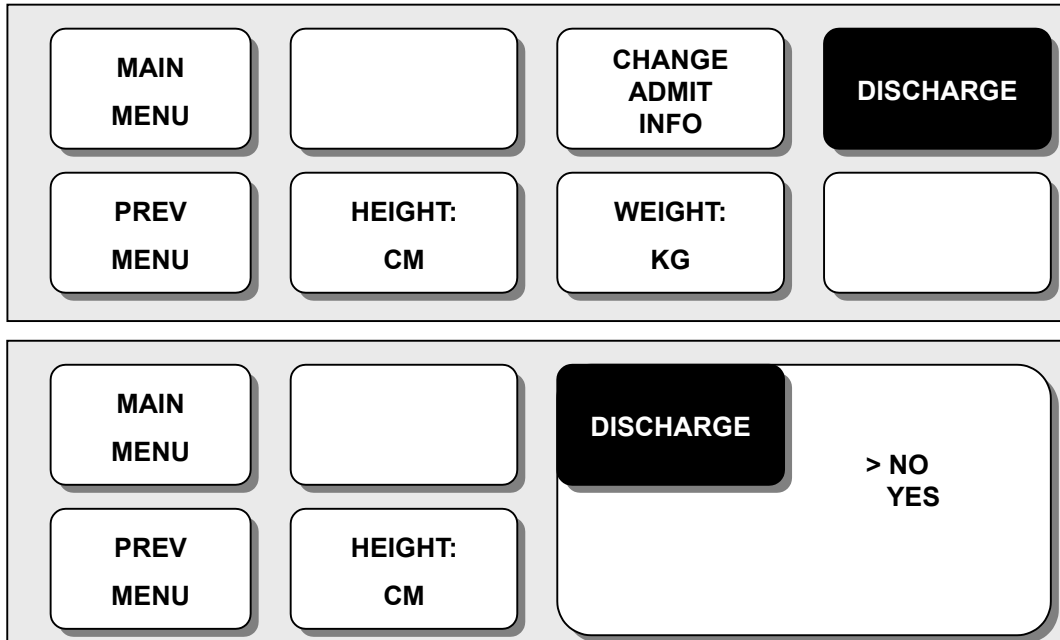 MAIN
MENU
CHANGE
ADMIT
INFO
DISCHARGE
PREV
MENU
HEIGHT:
CM
WEIGHT:
KG
MAIN
MENU
DISCHARGE
> NO
YES
PREV
MENU
HEIGHT:
CM